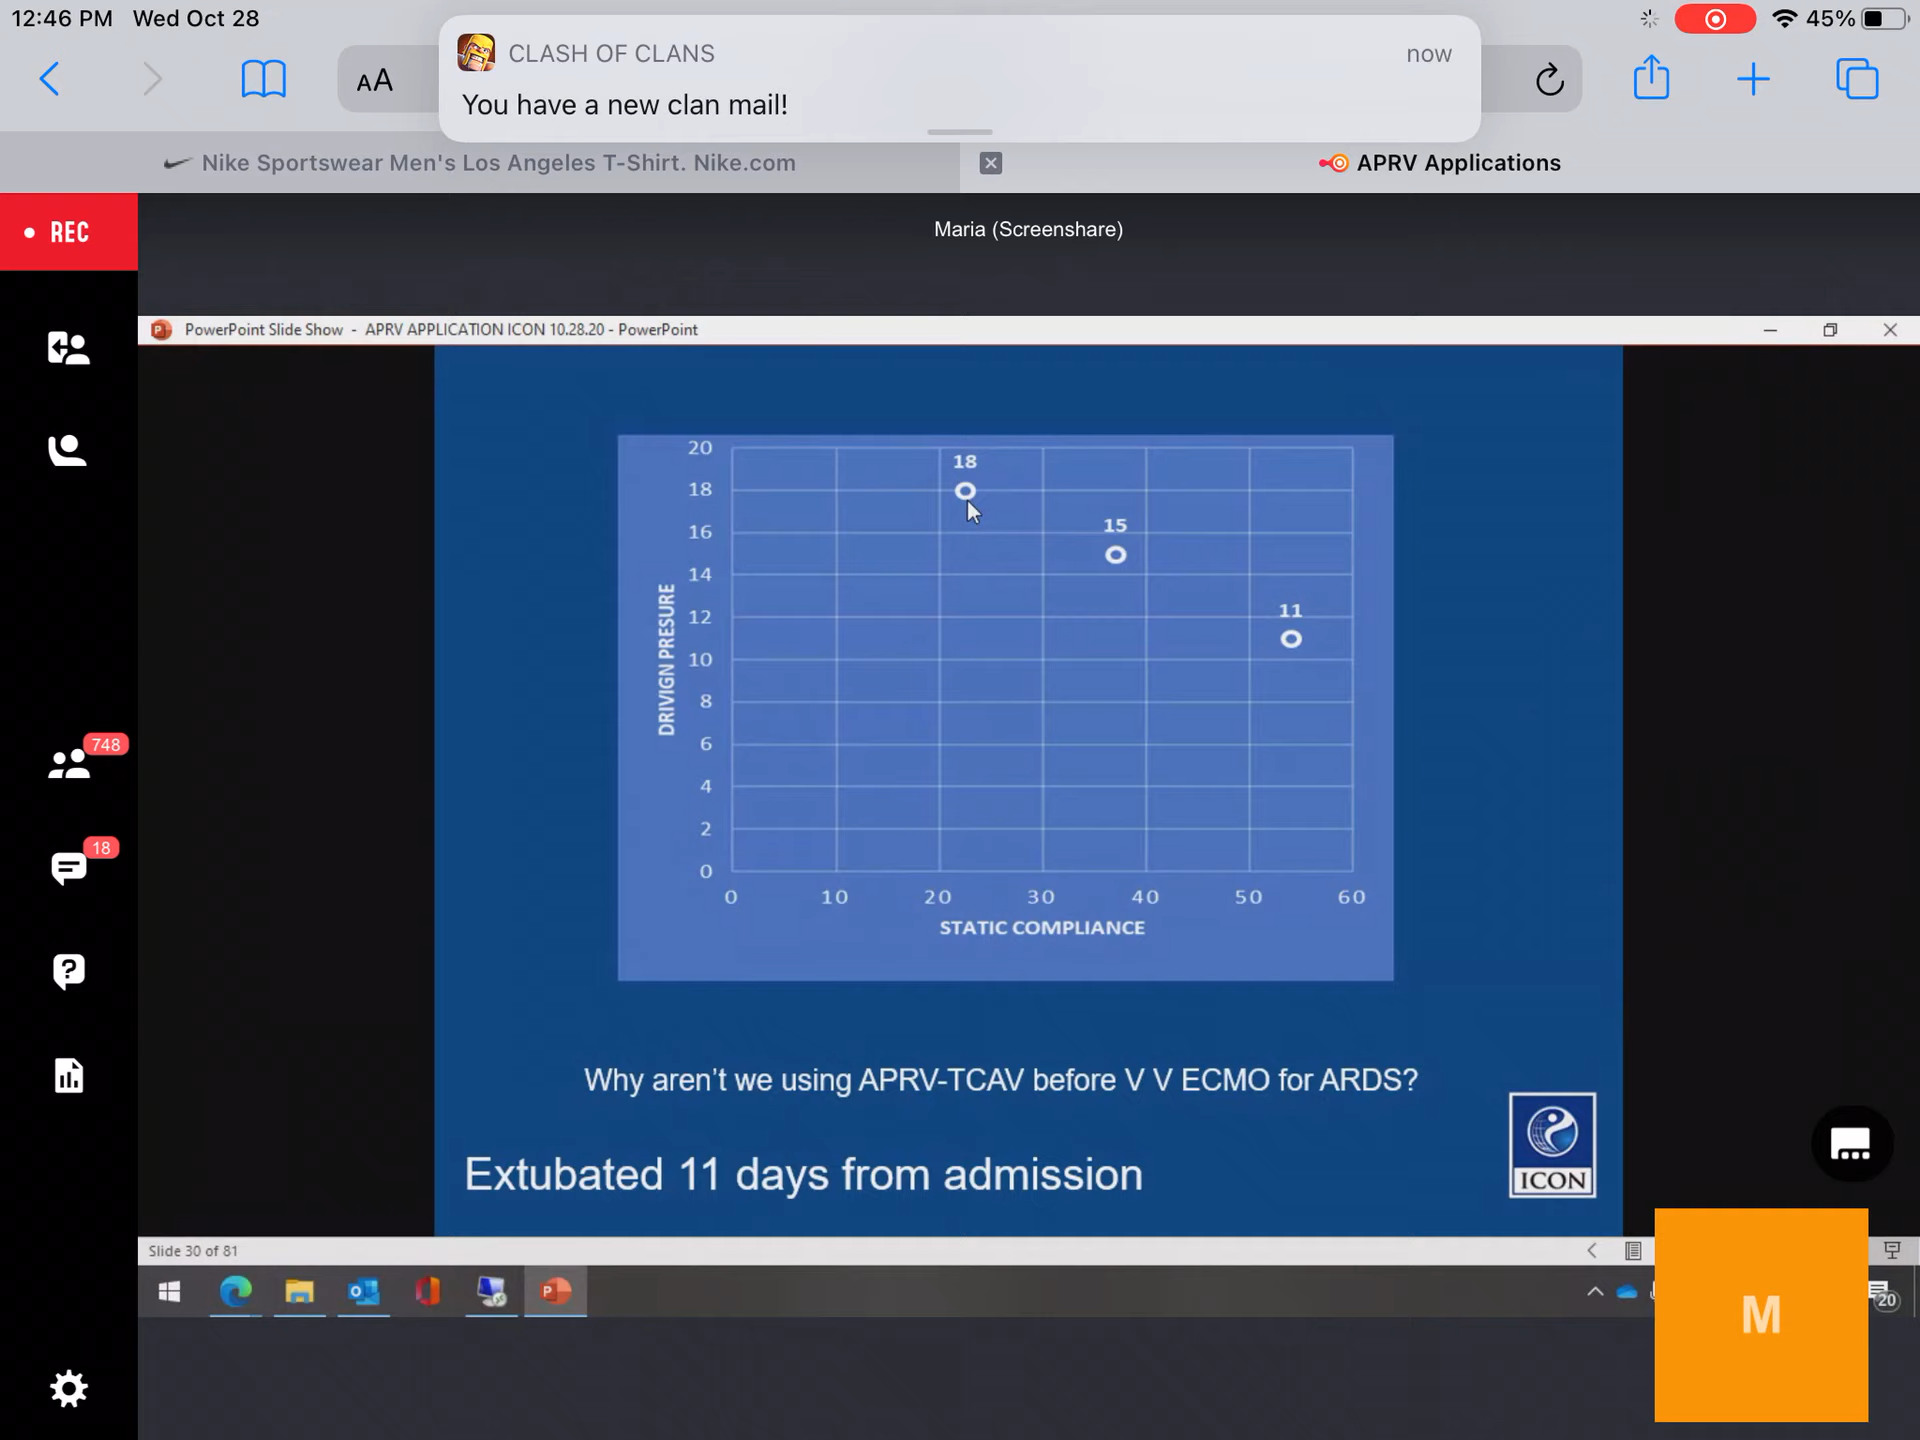 12:46 PM Wed Oct 28
45%
CLASH OF CLANS
now
You have a new clan mail!
AA
Nike Sportswear Men's Los Angeles T-Shirt. Nike.com
APRV Applications
REC
Maria (Screenshare)
PowerPoint Slide Show - APRV APPLICATION ICON 10.28.20 - PowerPoint
20
18
16
14
12
10
8
6
4
2
0
DRIVIGN PRESURE
18
15
11
0 10 20 30 40 50 60
STATIC COMPLIANCE
Why aren't we using APRV-TCAV before V V ECMO for ARDS?
Extubated 11 days from admission
ICON
748
18
Slide 30 of 81
M
20